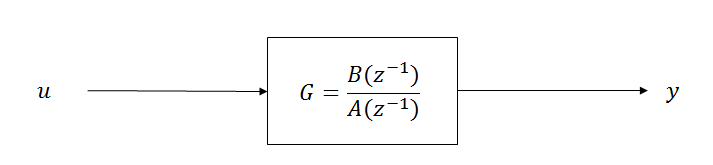 u
G = B(z⁻¹) / A(z⁻¹)
y